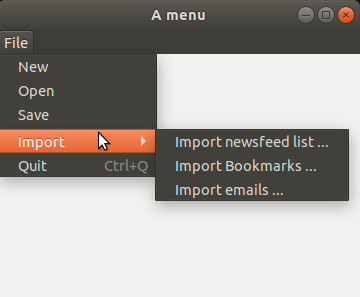 A menu
File
New
Open
Save
Import
Import newsfeed list ...
Quit Ctrl+Q
Import Bookmarks ...
Import emails ...